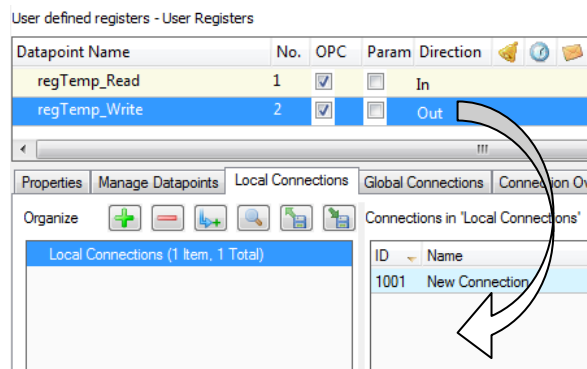 User defined registers - User Registers
Datapoint Name No. OPC Param Direction
regTemp_Read 1 In
regTemp_Write 2 Out
Properties Manage Datapoints Local Connections Global Connections Connection Ov
Organize Connections in 'Local Connections'
Local Connections (1 Item, 1 Total) ID Name
1001 New Connection